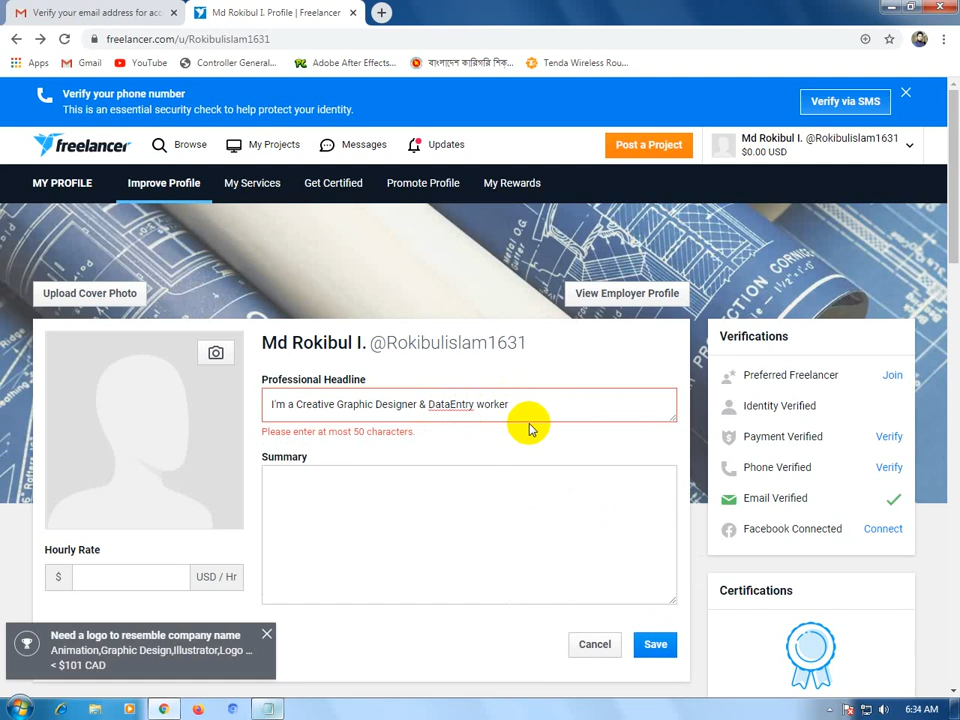 Verify your email address for acc
Md Rokibul I. Profile | Freelancer
freelancer.com/u/Rokibulislam1631
Apps
Gmail
YouTube
Controller General...
Adobe After Effects...
বাংলাদেশ কারিগরি শিক...
Tenda Wireless Rou...
Verify your phone number
This is an essential security check to help protect your identity.
Verify via SMS
freelancer
Browse
My Projects
Messages
Updates
Post a Project
Md Rokibul I. @Rokibulislam1631
$0.00 USD
MY PROFILE
Improve Profile
My Services
Get Certified
Promote Profile
My Rewards
Upload Cover Photo
View Employer Profile
Md Rokibul I. @Rokibulislam1631
Professional Headline
I'm a Creative Graphic Designer & DataEntry worker
Please enter at most 50 characters.
Summary
Hourly Rate
$
USD / Hr
Cancel
Save
Verifications
Preferred Freelancer
Join
Identity Verified
Payment Verified
Verify
Phone Verified
Verify
Email Verified
Facebook Connected
Connect
Certifications
Need a logo to resemble company name
Animation,Graphic Design,Illustrator,Logo ...
< $101 CAD
6:34 AM